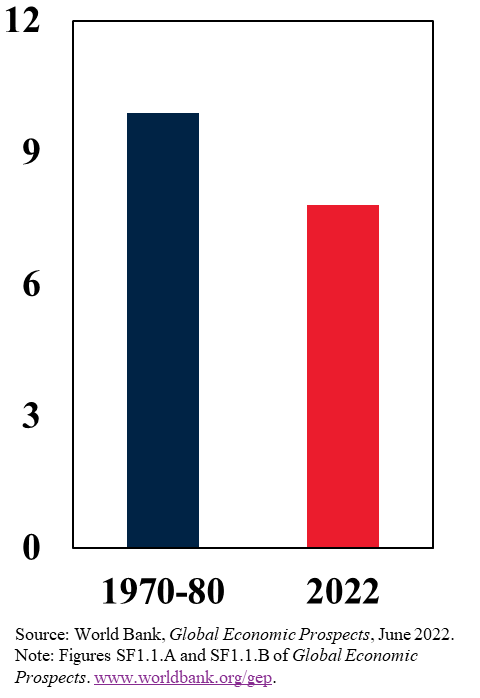 12
9
6
3
0
1970-80 2022
Source: World Bank, Global Economic Prospects, June 2022.
Note: Figures SF1.1.A and SF1.1.B of Global Economic
Prospects. www.worldbank.org/gep.